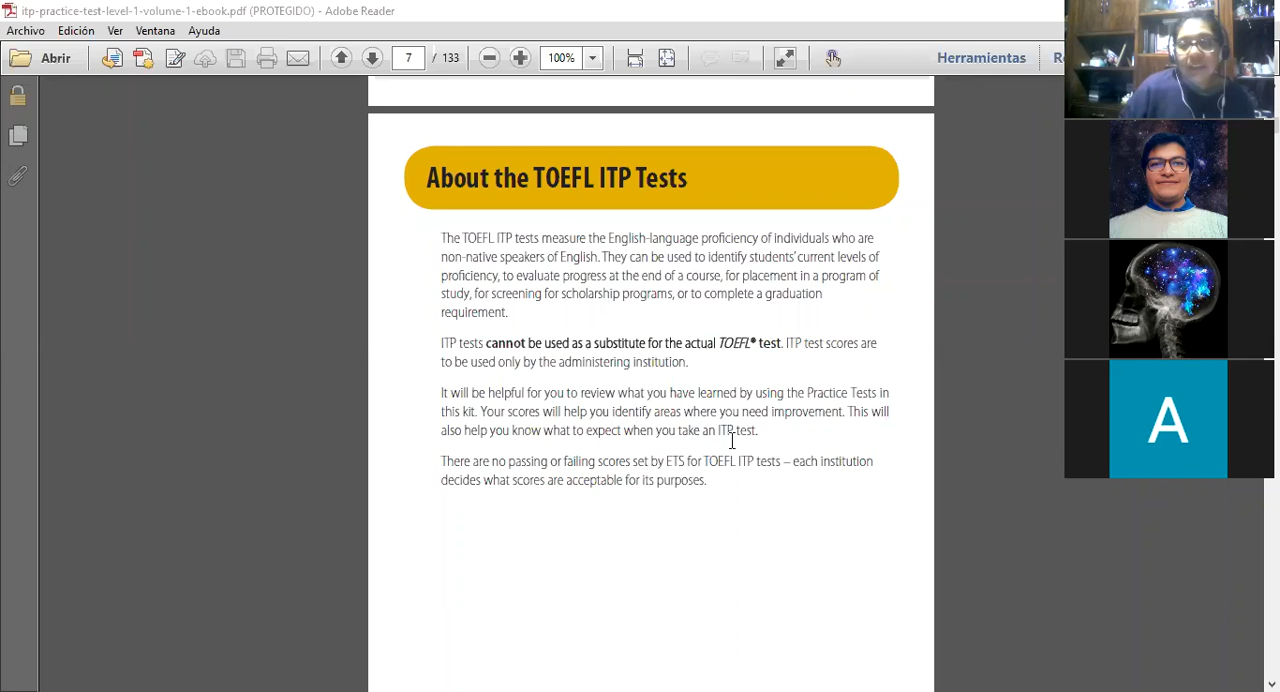 itp-practice-test-level-1-volume-1-ebook.pdf (PROTEGIDO) - Adobe Reader
Archivo Edición Ver Ventana Ayuda
Abrir 7 / 133 100% Herramientas
About the TOEFL ITP Tests
The TOEFL ITP tests measure the English-language proficiency of individuals who are
non-native speakers of English. They can be used to identify students' current levels of
proficiency, to evaluate progress at the end of a course, for placement in a program of
study, for screening for scholarship programs, or to complete a graduation
requirement.
ITP tests cannot be used as a substitute for the actual TOEFL® test. ITP test scores are
to be used only by the administering institution.
It will be helpful for you to review what you have learned by using the Practice Tests in
this kit. Your scores will help you identify areas where you need improvement. This will
also help you know what to expect when you take an ITP test.
There are no passing or failing scores set by ETS for TOEFL ITP tests – each institution
decides what scores are acceptable for its purposes.
A